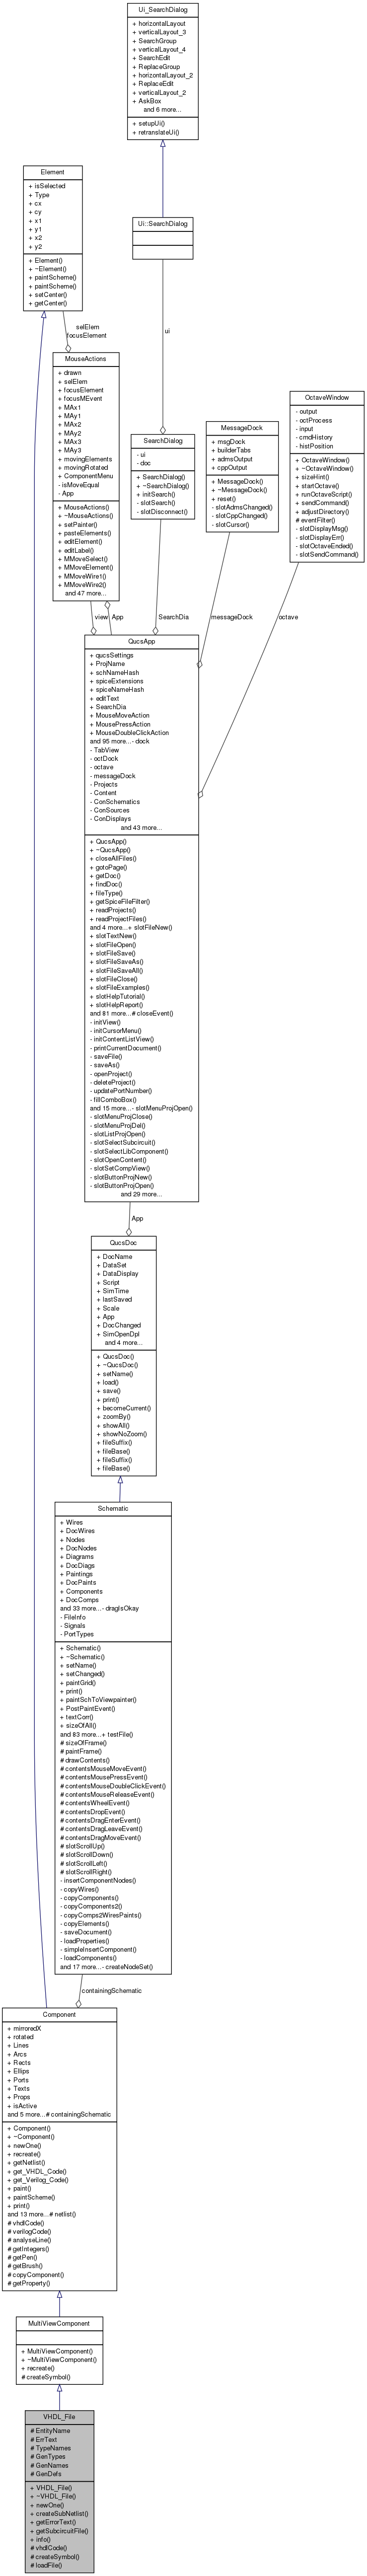 Ui_SearchDialog
+ horizontalLayout
+ verticalLayout_3
+ SearchGroup
+ verticalLayout_4
+ SearchEdit
+ ReplaceGroup
+ horizontalLayout_2
+ ReplaceEdit
+ verticalLayout_2
+ AskBox
and 6 more...
+ setupUi()
+ retranslateUi()
Element
+ isSelected
+ Type
+ cx
+ cy
+ x1
+ y1
+ x2
+ y2
+ Element()
+ ~Element()
+ paintScheme()
+ paintScheme()
+ setCenter()
+ getCenter()
Ui::SearchDialog
selElem
focusElement
ui
MouseActions
+ drawn
+ selElem
+ focusElement
+ focusMEvent
+ MAx1
+ MAy1
+ MAx2
+ MAy2
+ MAx3
+ MAy3
+ movingElements
+ movingRotated
+ ComponentMenu
- isMoveEqual
- App
+ MouseActions()
+ ~MouseActions()
+ setPainter()
+ pasteElements()
+ editElement()
+ editLabel()
+ MMoveSelect()
+ MMoveElement()
+ MMoveWire1()
+ MMoveWire2()
and 47 more...
SearchDialog
- ui
- doc
+ SearchDialog()
+ ~SearchDialog()
+ initSearch()
- slotSearch()
- slotDisconnect()
MessageDock
+ msgDock
+ builderTabs
+ admsOutput
+ cppOutput
+ MessageDock()
+ ~MessageDock()
+ reset()
- slotAdmsChanged()
- slotCppChanged()
- slotCursor()
OctaveWindow
- output
- octProcess
- input
- cmdHistory
- histPosition
+ OctaveWindow()
+ ~OctaveWindow()
+ sizeHint()
+ startOctave()
+ runOctaveScript()
+ sendCommand()
+ adjustDirectory()
# eventFilter()
- slotDisplayMsg()
- slotDisplayErr()
- slotOctaveEnded()
- slotSendCommand()
view
App
SearchDia
messageDock
octave
QucsApp
+ qucsSettings
+ ProjName
+ schNameHash
+ spiceExtensions
+ spiceNameHash
+ editText
+ SearchDia
+ MouseMoveAction
+ MousePressAction
+ MouseDoubleClickAction
and 95 more...- dock
- TabView
- octDock
- octave
- messageDock
- Projects
- Content
- ConSchematics
- ConSources
- ConDisplays
and 43 more...
+ QucsApp()
+ ~QucsApp()
+ closeAllFiles()
+ gotoPage()
+ getDoc()
+ findDoc()
+ fileType()
+ getSpiceFileFilter()
+ readProjects()
+ readProjectFiles()
and 4 more...+ slotFileNew()
+ slotTextNew()
+ slotFileOpen()
+ slotFileSave()
+ slotFileSaveAs()
+ slotFileSaveAll()
+ slotFileClose()
+ slotFileExamples()
+ slotHelpTutorial()
+ slotHelpReport()
and 81 more...# closeEvent()
- initView()
- initCursorMenu()
- initContentListView()
- printCurrentDocument()
- saveFile()
- saveAs()
- openProject()
- deleteProject()
- updatePortNumber()
- fillComboBox()
and 15 more...- slotMenuProjOpen()
- slotMenuProjClose()
- slotMenuProjDel()
- slotListProjOpen()
- slotSelectSubcircuit()
- slotSelectLibComponent()
- slotOpenContent()
- slotSetCompView()
- slotButtonProjNew()
- slotButtonProjOpen()
and 29 more...
App
QucsDoc
+ DocName
+ DataSet
+ DataDisplay
+ Script
+ SimTime
+ lastSaved
+ Scale
+ App
+ DocChanged
+ SimOpenDpl
and 4 more...
+ QucsDoc()
+ ~QucsDoc()
+ setName()
+ load()
+ save()
+ print()
+ becomeCurrent()
+ zoomBy()
+ showAll()
+ showNoZoom()
+ fileSuffix()
+ fileBase()
+ fileSuffix()
+ fileBase()
Schematic
+ Wires
+ DocWires
+ Nodes
+ DocNodes
+ Diagrams
+ DocDiags
+ Paintings
+ DocPaints
+ Components
+ DocComps
and 33 more...- dragIsOkay
- FileInfo
- Signals
- PortTypes
+ Schematic()
+ ~Schematic()
+ setName()
+ setChanged()
+ paintGrid()
+ print()
+ paintSchToViewpainter()
+ PostPaintEvent()
+ textCorr()
+ sizeOfAll()
and 83 more...+ testFile()
# sizeOfFrame()
# paintFrame()
# drawContents()
# contentsMouseMoveEvent()
# contentsMousePressEvent()
# contentsMouseDoubleClickEvent()
# contentsMouseReleaseEvent()
# contentsWheelEvent()
# contentsDropEvent()
# contentsDragEnterEvent()
# contentsDragLeaveEvent()
# contentsDragMoveEvent()
# slotScrollUp()
# slotScrollDown()
# slotScrollLeft()
# slotScrollRight()
- insertComponentNodes()
- copyWires()
- copyComponents()
- copyComponents2()
- copyComps2WiresPaints()
- copyElements()
- saveDocument()
- loadProperties()
- simpleInsertComponent()
- loadComponents()
and 17 more...- createNodeSet()
containingSchematic
Component
+ mirroredX
+ rotated
+ Lines
+ Arcs
+ Rects
+ Ellips
+ Ports
+ Texts
+ Props
+ isActive
and 5 more...# containingSchematic
+ Component()
+ ~Component()
+ newOne()
+ recreate()
+ getNetlist()
+ get_VHDL_Code()
+ get_Verilog_Code()
+ paint()
+ paintScheme()
+ print()
and 13 more...# netlist()
# vhdlCode()
# verilogCode()
# analyseLine()
# getIntegers()
# getPen()
# getBrush()
# copyComponent()
# getProperty()
MultiViewComponent
+ MultiViewComponent()
+ ~MultiViewComponent()
+ recreate()
# createSymbol()
VHDL_File
# EntityName
# ErrText
# TypeNames
# GenTypes
# GenNames
# GenDefs
+ VHDL_File()
+ ~VHDL_File()
+ newOne()
+ createSubNetlist()
+ getErrorText()
+ getSubcircuitFile()
+ info()
# vhdlCode()
# createSymbol()
# loadFile()